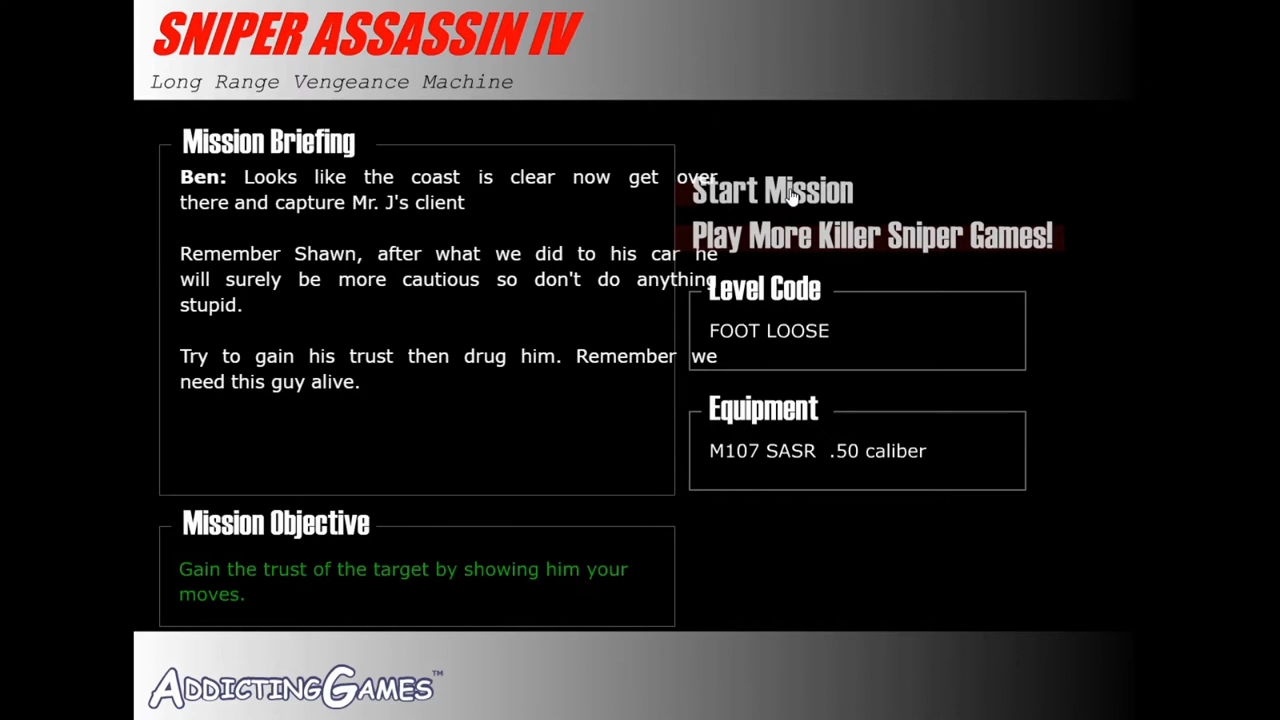 SNIPER ASSASSIN IV
Long Range Vengeance Machine
Mission Briefing
Ben: Looks like the coast is clear now get over
there and capture Mr. J's client
Remember Shawn, after what we did to his car he
will surely be more cautious so don't do anything
stupid.
Try to gain his trust then drug him. Remember we
need this guy alive.
Start Mission
Play More Killer Sniper Games!
Level Code
FOOT LOOSE
Equipment
M107 SASR .50 caliber
Mission Objective
Gain the trust of the target by showing him your
moves.
ADDICTINGGAMES™